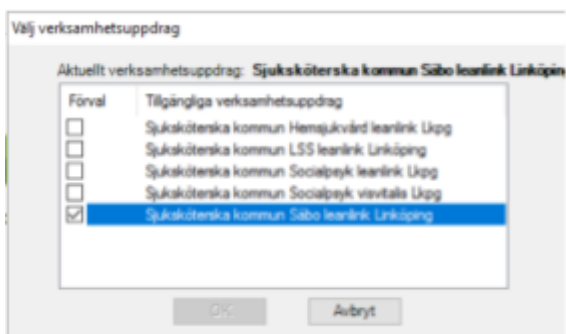 Välj verksamhetsuppdrag
Aktuellt verksamhetsuppdrag: Sjuksköterska kommun Säbo leanlink Linköpin
Förval Tillgängliga verksamhetsuppdrag
Sjuksköterska kommun Hemsjukvård leanlink Lkpg
Sjuksköterska kommun LSS leanlink Linköping
Sjuksköterska kommun Socialpsyk leanlink Lkpg
Sjuksköterska kommun Socialpsyk visvitalis Lkpg
Sjuksköterska kommun Säbo leanlink Linköping
OK Avbryt